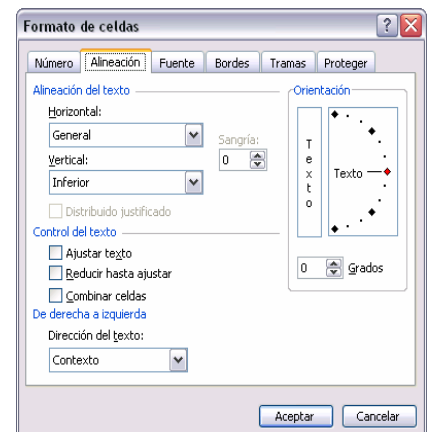 Formato de celdas
Número Alineación Fuente Bordes Tramas Proteger
Alineación del texto
Horizontal:
General
Sangría:
Vertical:
0
Inferior
Distribuido justificado
Control del texto
Ajustar texto
Reducir hasta ajustar
Combinar celdas
De derecha a izquierda
Dirección del texto:
Contexto
Orientación
Texto
Texto
0 Grados
Aceptar Cancelar